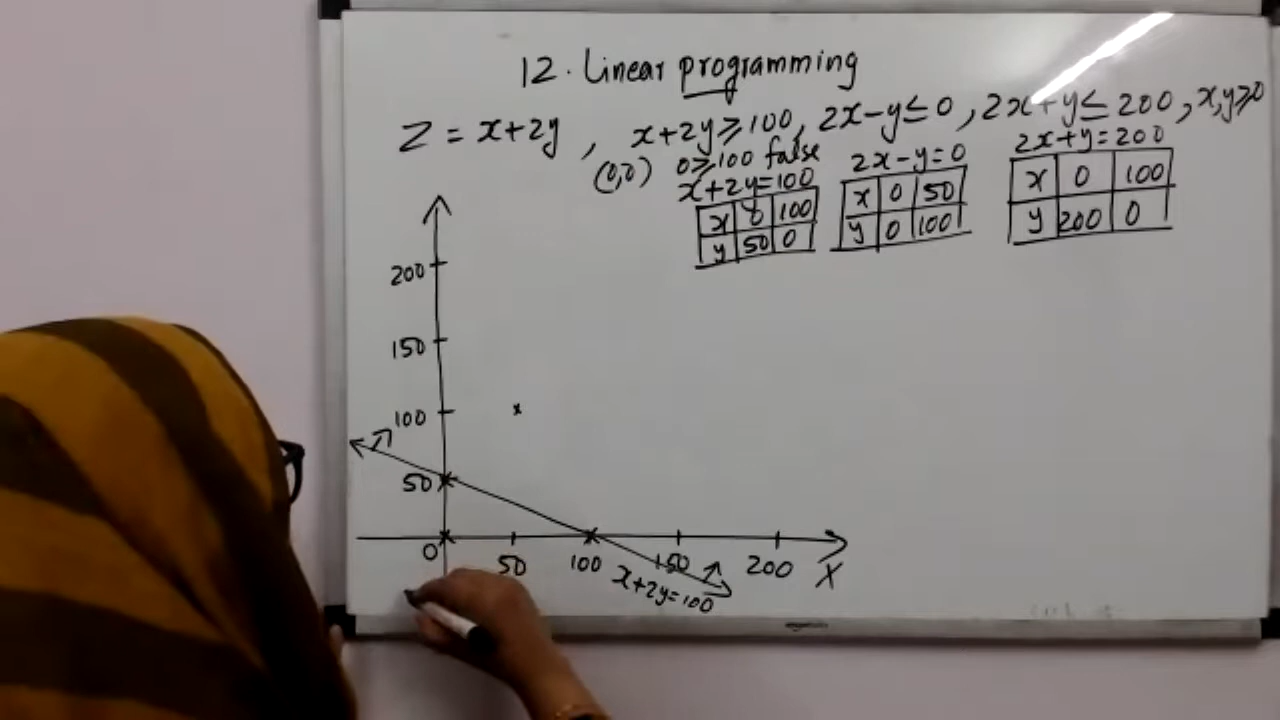 12. Linear programming
Z = x+2y , x+2y ⩾ 100, 2x-y ≤ 0 , 2x+y ≤ 200 , x,y ⩾ 0
(0,0) 0 ⩾ 100 false
x+2y=100
x 0 100
y 50 0
2x-y=0
x 0 50
y 0 100
2x+y=200
x 0 100
y 200 0
200
150
100
50
0 50 100 150 200 X
x+2y=100